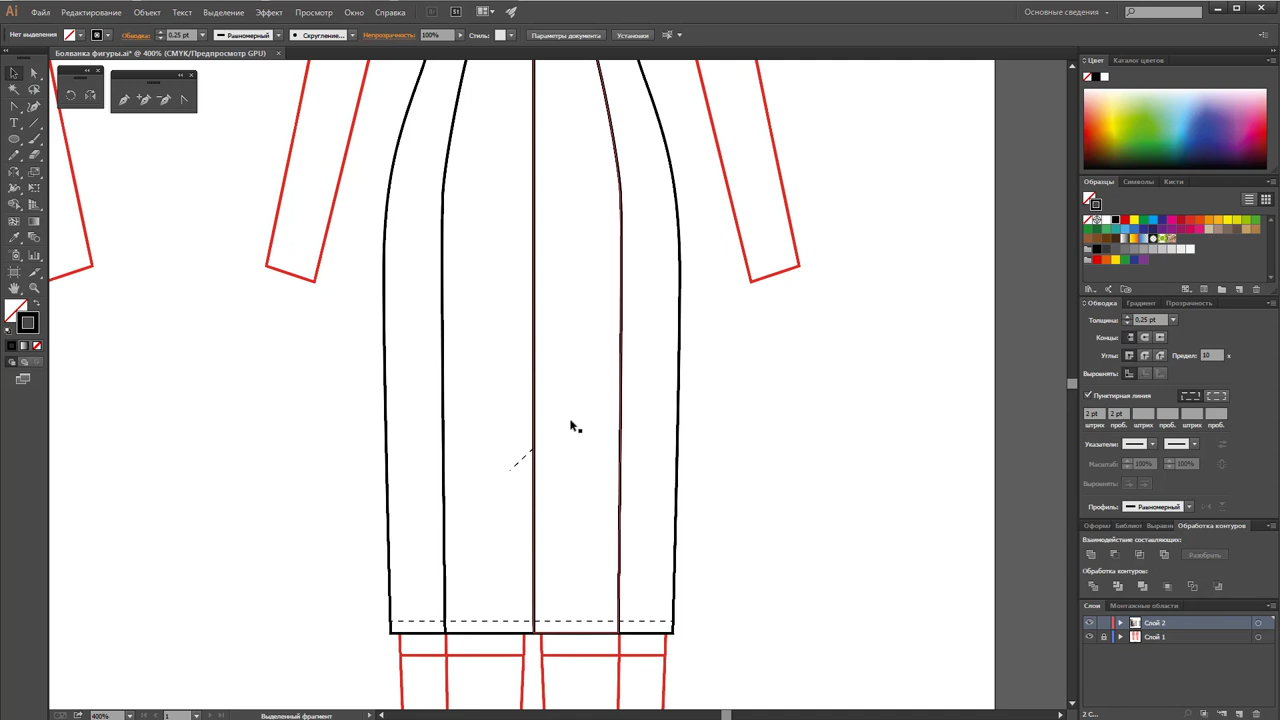 Ai Файл Редактирование Объект Текст Выделение Эффект Просмотр Окно Справка Br St Основные сведения
Нет выделения Обводка: 0,25 pt Равномерный Скругление... Непрозрачность: 100% Стиль: Параметры документа Установки
Болванка фигуры.ai* @ 400% (CMYK/Предпросмотр GPU)
Цвет Каталог цветов
Образцы Символы Кисти
Обводка Градиент Прозрачность
Толщина: 0,25 pt
Концы:
Углы: Предел: 10 x
Выровнять:
Пунктирная линия
2 pt 2 pt
штрих проб. штрих проб. штрих проб.
Указатели:
Масштаб: 100% 100%
Выровнять:
Профиль: Равномерный
Оформ Библиот Выравн Обработка контуров
Взаимодействие составляющих:
Разобрать
Обработка контуров:
Слои Монтажные области
Слой 2
Слой 1
400% 1 Выделенный фрагмент
2 С...